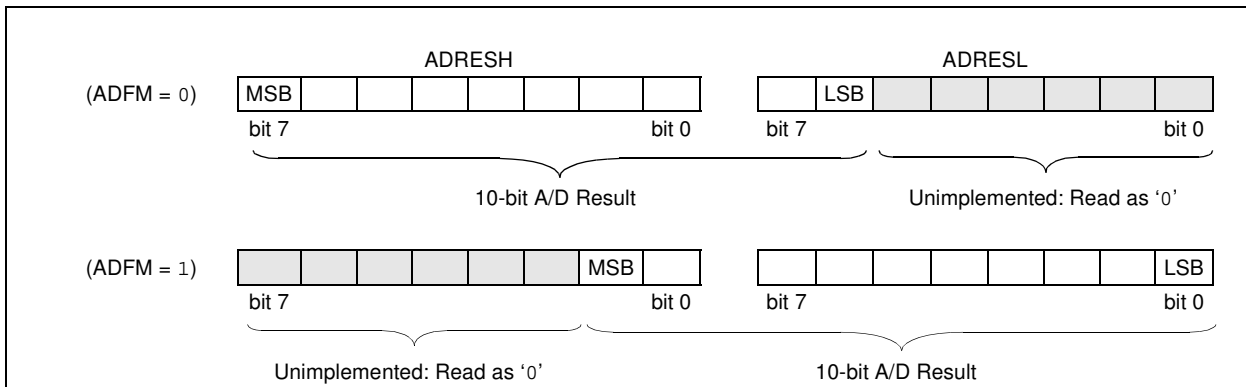 ADRESH ADRESL
(ADFM = 0) MSB LSB
bit 7 bit 0 bit 7 bit 0
10-bit A/D Result Unimplemented: Read as ‘0’
(ADFM = 1) MSB LSB
bit 7 bit 0 bit 7 bit 0
Unimplemented: Read as ‘0’ 10-bit A/D Result